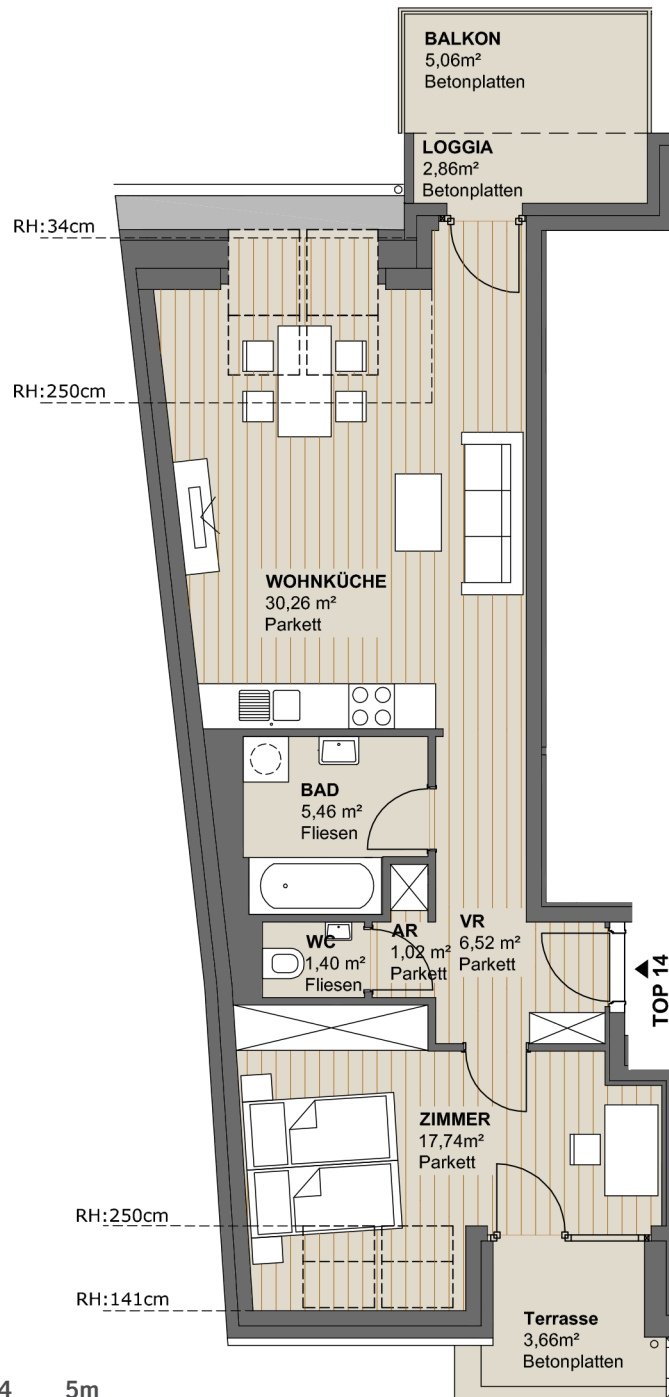 BALKON
5,06m²
Betonplatten
LOGGIA
2,86m²
Betonplatten
RH:34cm
RH:250cm
WOHNKÜCHE
30,26 m²
Parkett
BAD
5,46 m²
Fliesen
WC
1,40 m²
Fliesen
AR
1,02 m²
Parkett
VR
6,52 m²
Parkett
TOP 14
ZIMMER
17,74m²
Parkett
RH:250cm
RH:141cm
Terrasse
3,66m²
Betonplatten
4 5m